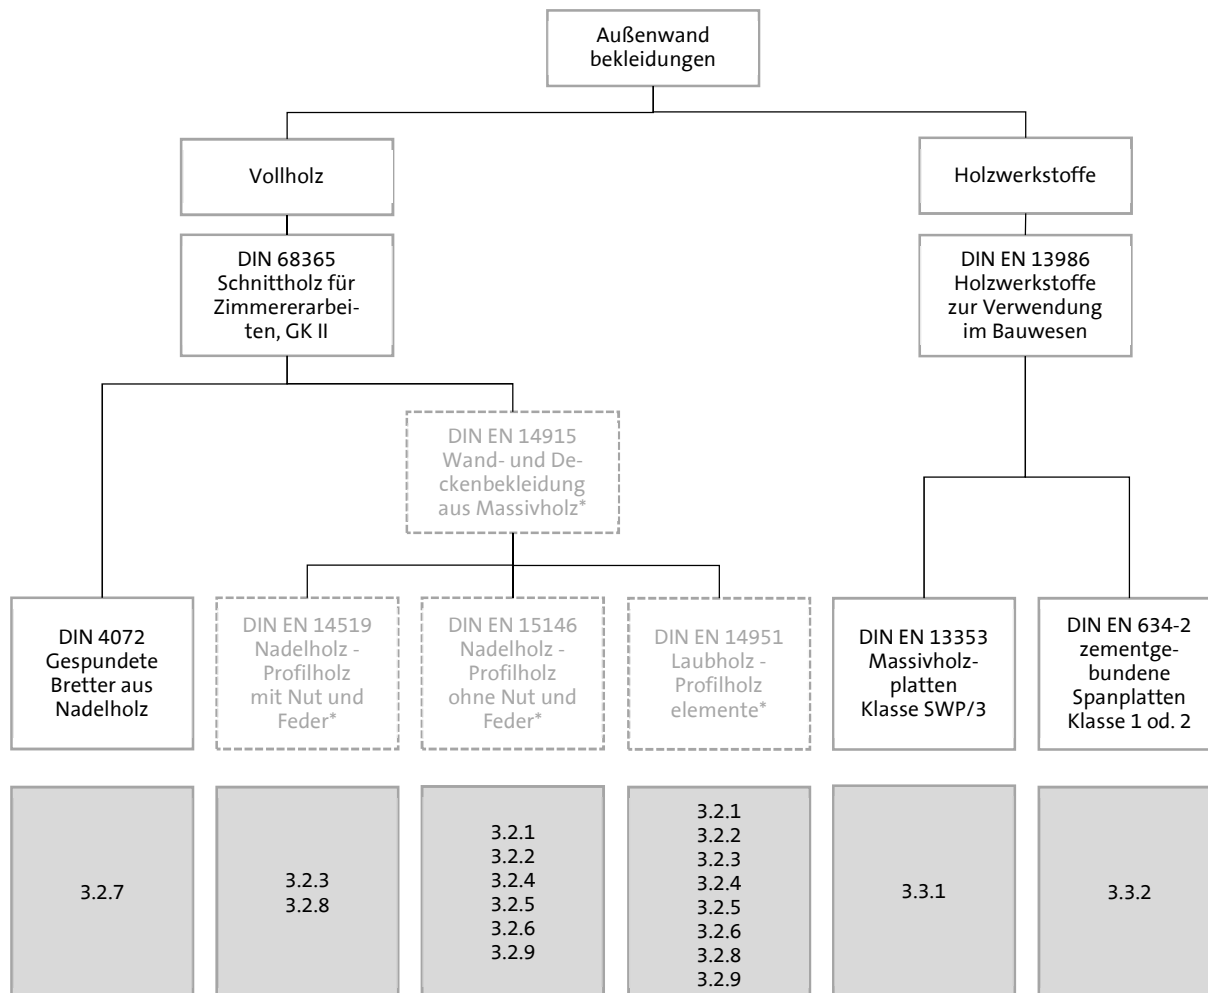 Außenwand
bekleidungen
Vollholz
Holzwerkstoffe
DIN 68365
Schnittholz für
Zimmererarbei-
ten, GK II
DIN EN 13986
Holzwerkstoffe
zur Verwendung
im Bauwesen
DIN EN 14915
Wand- und De-
ckenbekleidung
aus Massivholz*
DIN 4072
Gespundete
Bretter aus
Nadelholz
DIN EN 14519
Nadelholz -
Profilholz
mit Nut und
Feder*
DIN EN 15146
Nadelholz -
Profilholz
ohne Nut und
Feder*
DIN EN 14951
Laubholz -
Profilholz
elemente*
DIN EN 13353
Massivholz-
platten
Klasse SWP/3
DIN EN 634-2
zementge-
bundene
Spanplatten
Klasse 1 od. 2
3.2.7
3.2.3
3.2.8
3.2.1
3.2.2
3.2.4
3.2.5
3.2.6
3.2.9
3.2.1
3.2.2
3.2.3
3.2.4
3.2.5
3.2.6
3.2.8
3.2.9
3.3.1
3.3.2